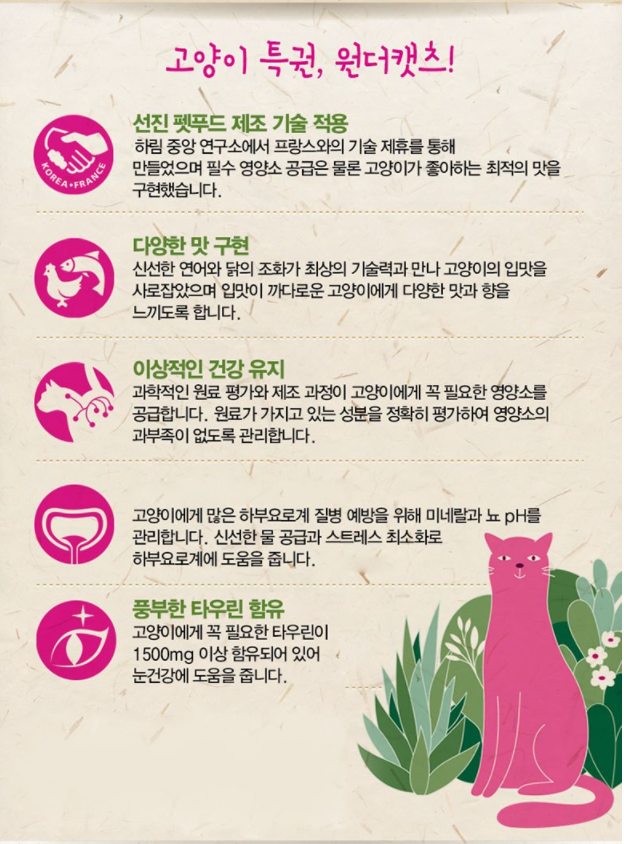 고양이 특권, 원더캣츠!
선진 펫푸드 제조 기술 적용
하림 중앙 연구소에서 프랑스와의 기술 제휴를 통해
만들었으며 필수 영양소 공급은 물론 고양이가 좋아하는 최적의 맛을
구현했습니다.
KOREA•FRANCE
다양한 맛 구현
신선한 연어와 닭의 조화가 최상의 기술력과 만나 고양이의 입맛을
사로잡았으며 입맛이 까다로운 고양이에게 다양한 맛과 향을
느끼도록 합니다.
이상적인 건강 유지
과학적인 원료 평가와 제조 과정이 고양이에게 꼭 필요한 영양소를
공급합니다. 원료가 가지고 있는 성분을 정확히 평가하여 영양소의
과부족이 없도록 관리합니다.
고양이에게 많은 하부요로계 질병 예방을 위해 미네랄과 뇨 pH를
관리합니다. 신선한 물 공급과 스트레스 최소화로
하부요로계에 도움을 줍니다.
풍부한 타우린 함유
고양이에게 꼭 필요한 타우린이
1500mg 이상 함유되어 있어
눈건강에 도움을 줍니다.